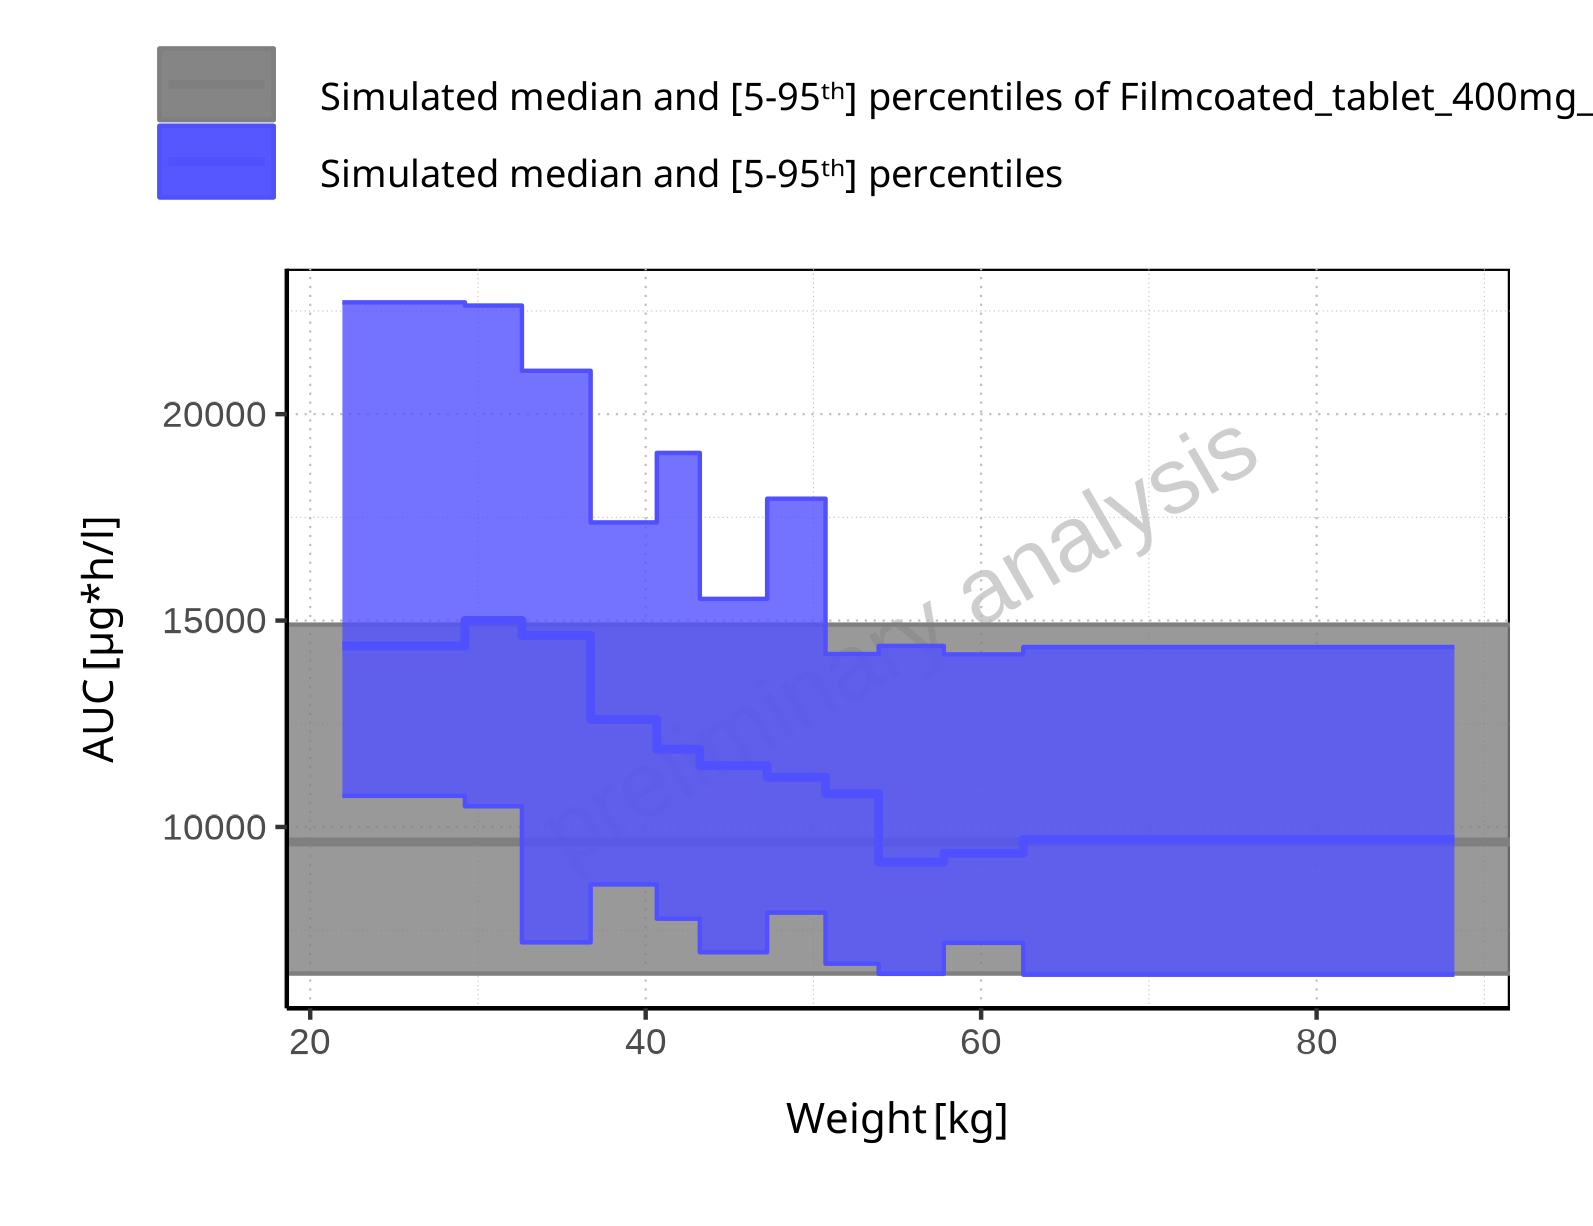 Simulated median and [5-95th] percentiles of Filmcoated_tablet_400mg_
Simulated median and [5-95th] percentiles
20000
15000
10000
AUC [µg*h/l]
preliminary analysis
20 40 60 80
Weight [kg]